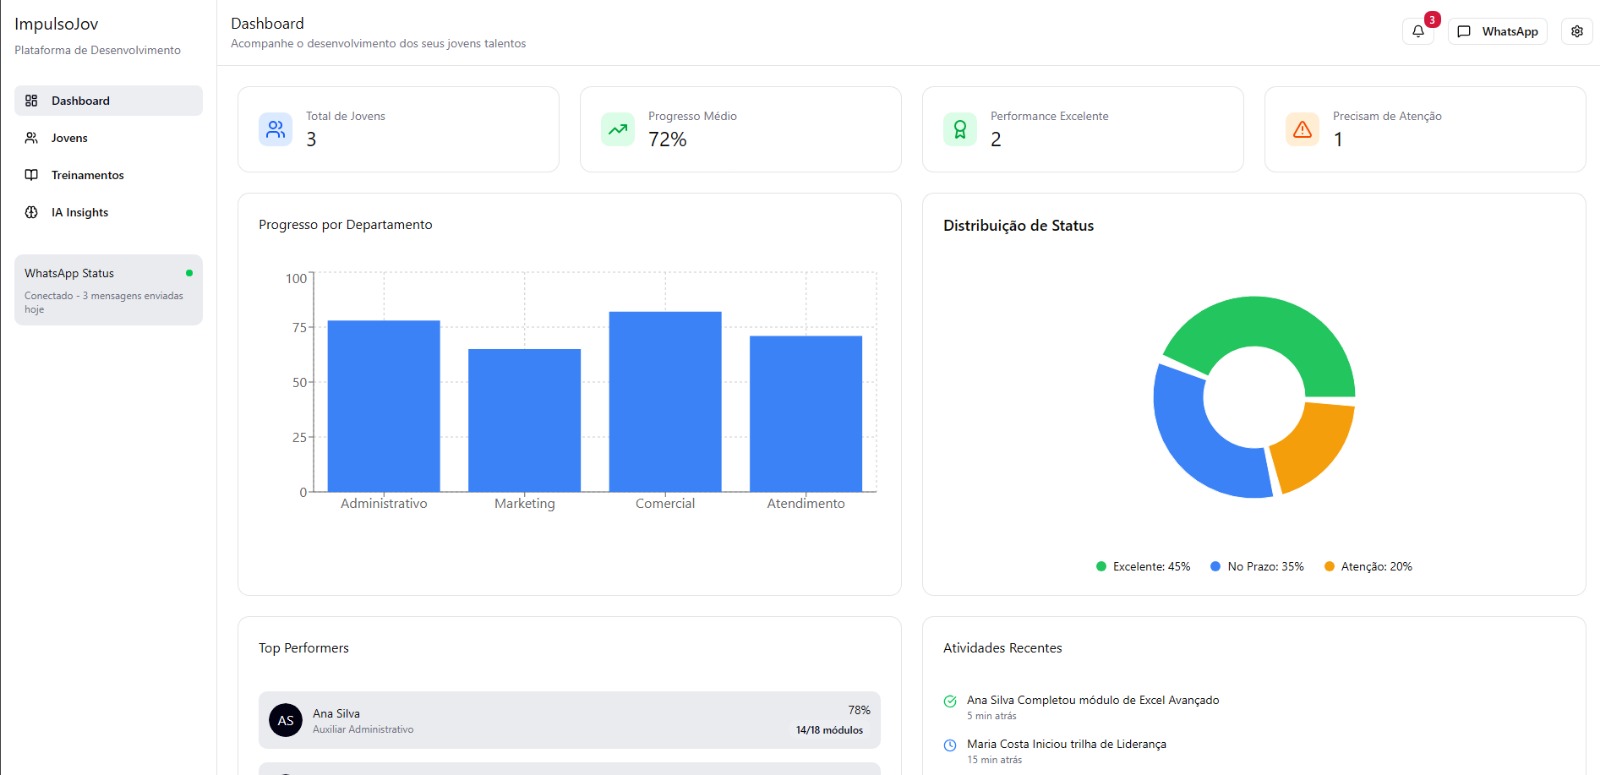 ImpulsoJov
Plataforma de Desenvolvimento
Dashboard
Jovens
Treinamentos
IA Insights
WhatsApp Status
Conectado - 3 mensagens enviadas
hoje
Dashboard
Acompanhe o desenvolvimento dos seus jovens talentos
3
WhatsApp
Total de Jovens
3
Progresso Médio
72%
Performance Excelente
2
Precisam de Atenção
1
Progresso por Departamento
100
75
50
25
0
Administrativo
Marketing
Comercial
Atendimento
Distribuição de Status
Excelente: 45%
No Prazo: 35%
Atenção: 20%
Top Performers
AS
Ana Silva
Auxiliar Administrativo
78%
14/18 módulos
Atividades Recentes
Ana Silva Completou módulo de Excel Avançado
5 min atrás
Maria Costa Iniciou trilha de Liderança
15 min atrás